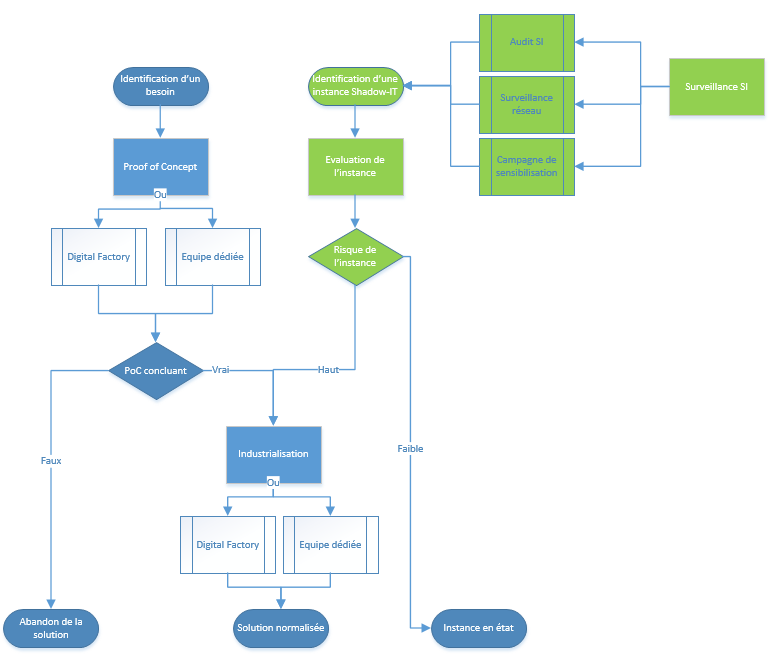 Audit SI
Identification d'un
besoin
Identification d'une
instance Shadow-IT
Surveillance SI
Surveillance
réseau
Proof of Concept
Evaluation de
l'instance
Campagne de
sensibilisation
Ou
Digital Factory
Equipe dédiée
Risque de
l'instance
PoC concluant
Vrai
Haut
Faux
Faible
Industrialisation
Ou
Digital Factory
Equipe dédiée
Abandon de la
solution
Solution normalisée
Instance en état